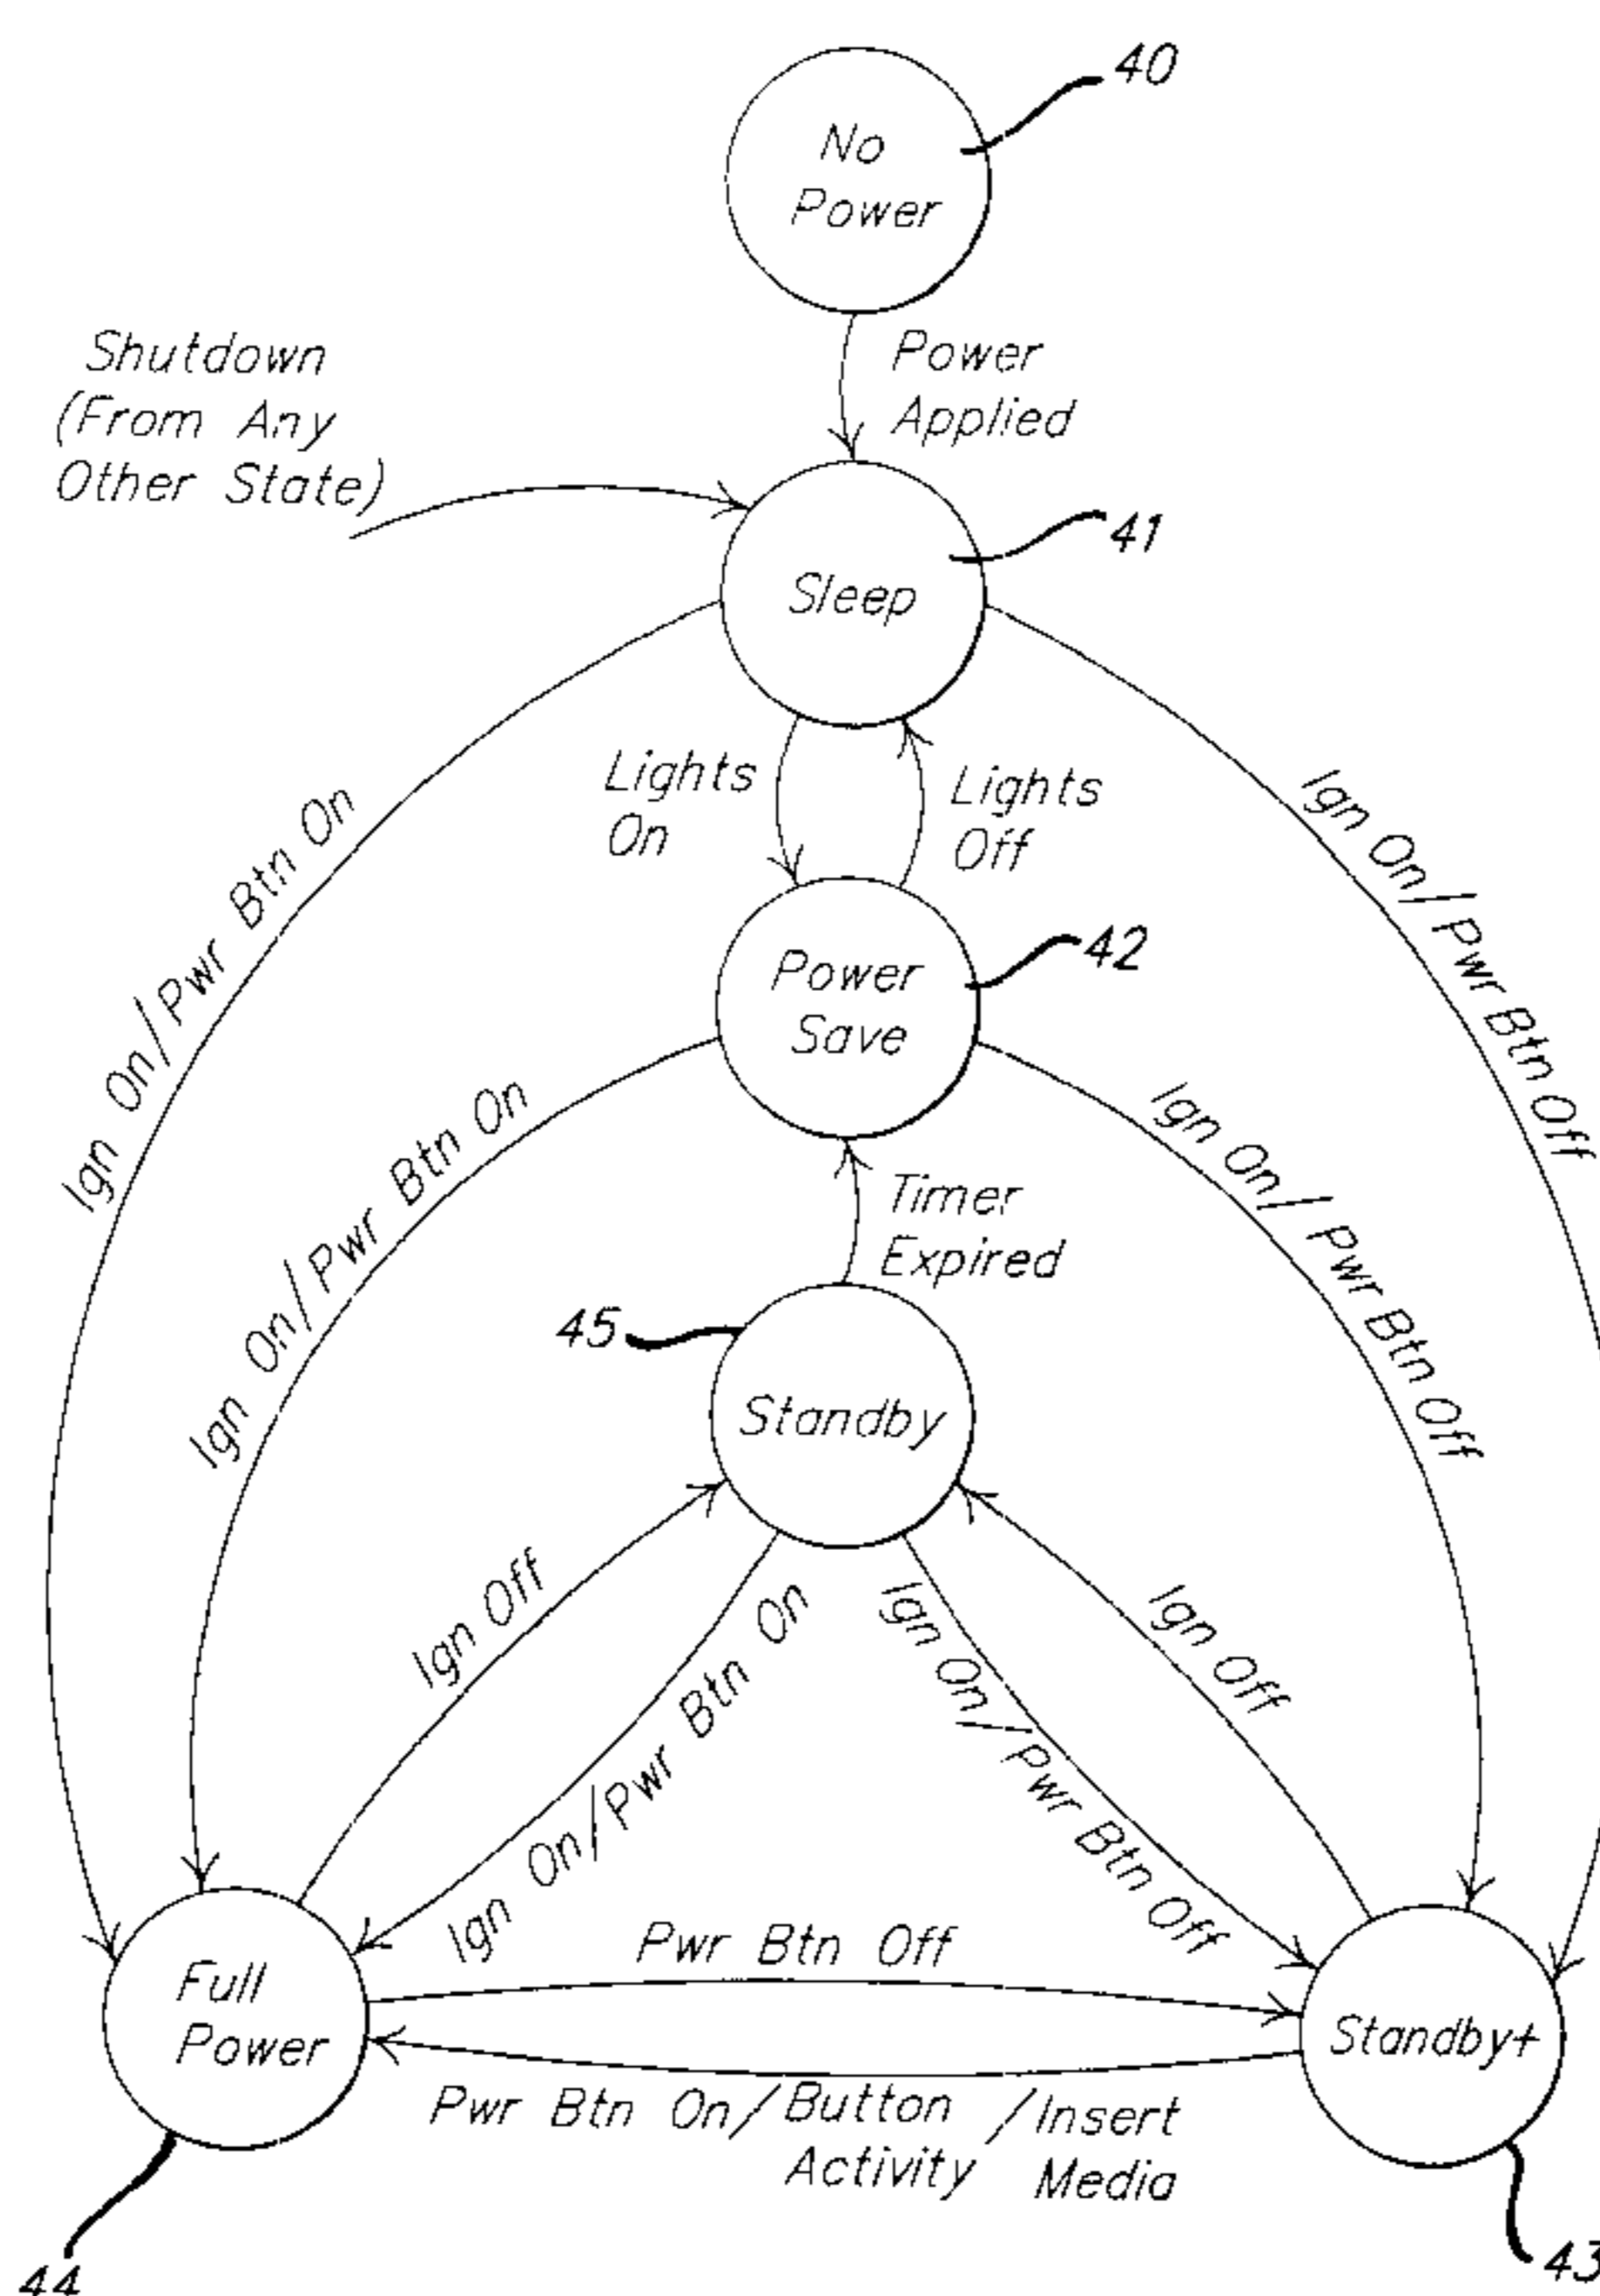 40
No
Power
Shutdown
(From Any
Other State)
Power
Applied
41
Sleep
Lights
On
Lights
Off
Ign On/Pwr Btn On
Ign On/Pwr Btn Off
42
Power
Save
Ign On/Pwr Btn On
Ign On/Pwr Btn Off
Timer
Expired
45
Standby
Ign Off
Ign On/Pwr Btn On
Ign On/Pwr Btn Off
Ign Off
Pwr Btn Off
Full
Power
Standby+
Pwr Btn On/Button /Insert
Activity Media
44
43